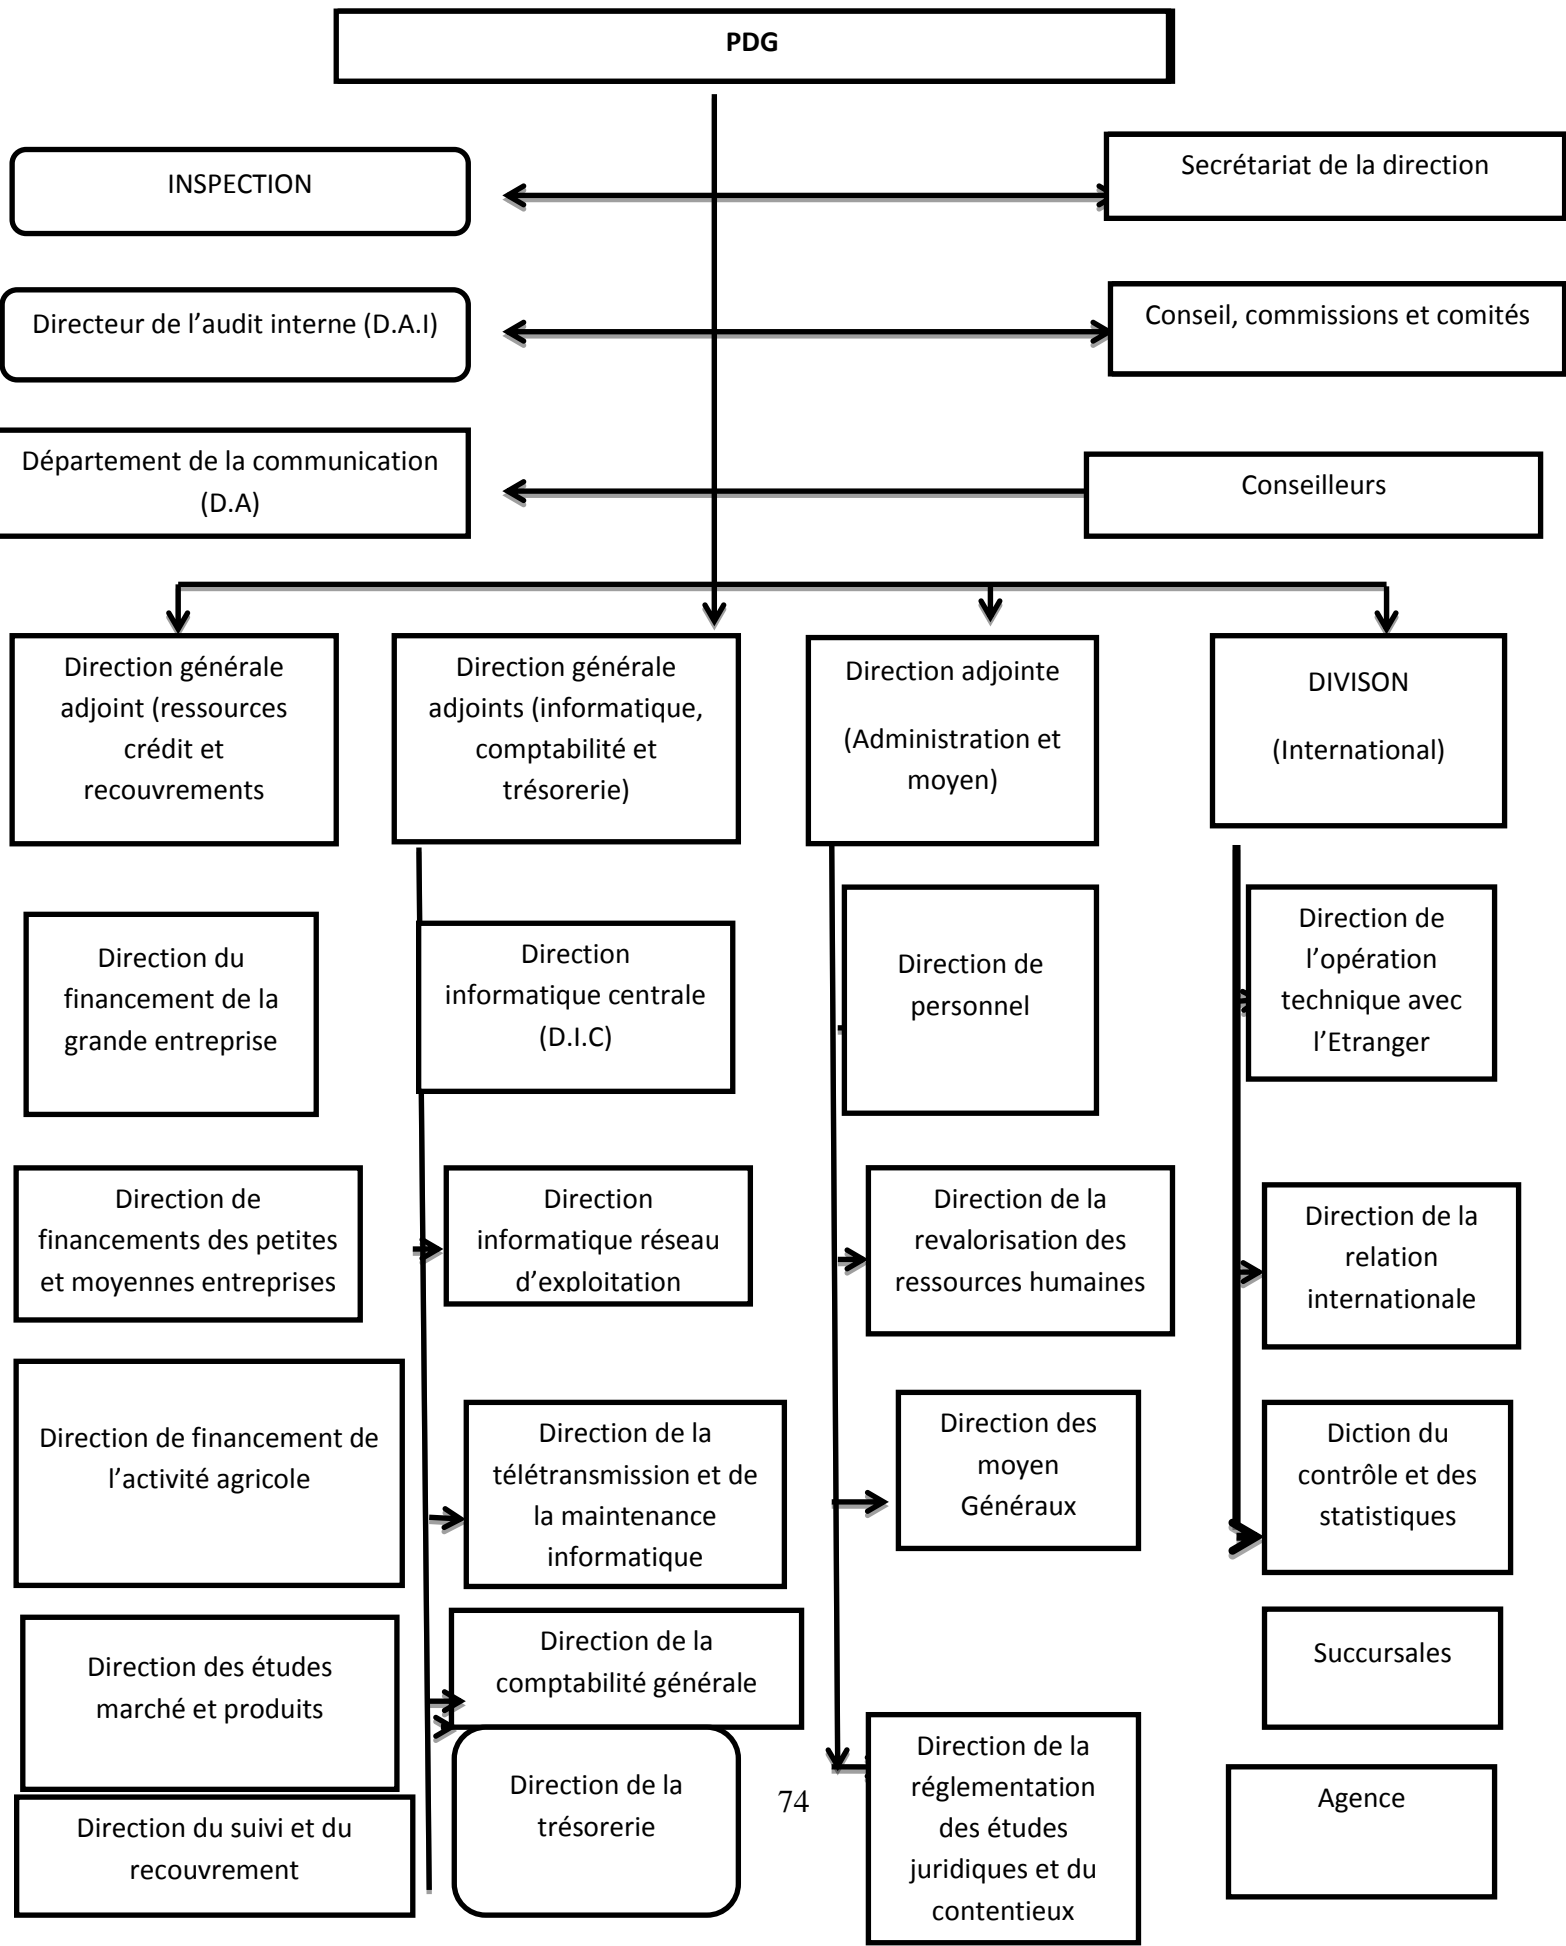 PDG
INSPECTION
Secrétariat de la direction
Directeur de l’audit interne (D.A.I)
Conseil, commissions et comités
Département de la communication
(D.A)
Conseilleurs
Direction générale
adjoint (ressources
crédit et
recouvrements
Direction générale
adjoints (informatique,
comptabilité et
trésorerie)
Direction adjointe
(Administration et
moyen)
DIVISON
(International)
Direction du
financement de la
grande entreprise
Direction
informatique centrale
(D.I.C)
Direction de
personnel
Direction de
l’opération
technique avec
l’Etranger
Direction de
financements des petites
et moyennes entreprises
Direction
informatique réseau
d’exploitation
Direction de la
revalorisation des
ressources humaines
Direction de la
relation
internationale
Direction de financement de
l’activité agricole
Direction de la
télétransmission et de
la maintenance
informatique
Direction des
moyen
Généraux
Diction du
contrôle et des
statistiques
Direction des études
marché et produits
Direction de la
comptabilité générale
Succursales
Direction du suivi et du
recouvrement
Direction de la
trésorerie
74
Direction de la
réglementation
des études
juridiques et du
contentieux
Agence